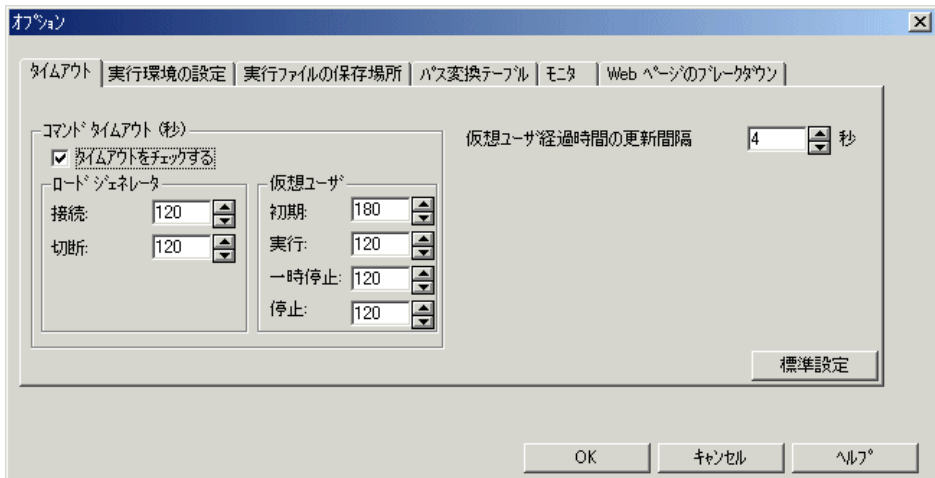 オプション
タイムアウト 実行環境の設定 実行ファイルの保存場所 パス変換テーブル モニタ Web ページのブレークダウン
コマンド タイムアウト (秒)
タイムアウトをチェックする
ロード ジェネレータ
接続: 120
切断: 120
仮想ユーザ
初期: 180
実行: 120
一時停止: 120
停止: 120
仮想ユーザ経過時間の更新間隔 4 秒
標準設定
OK キャンセル ヘルプ